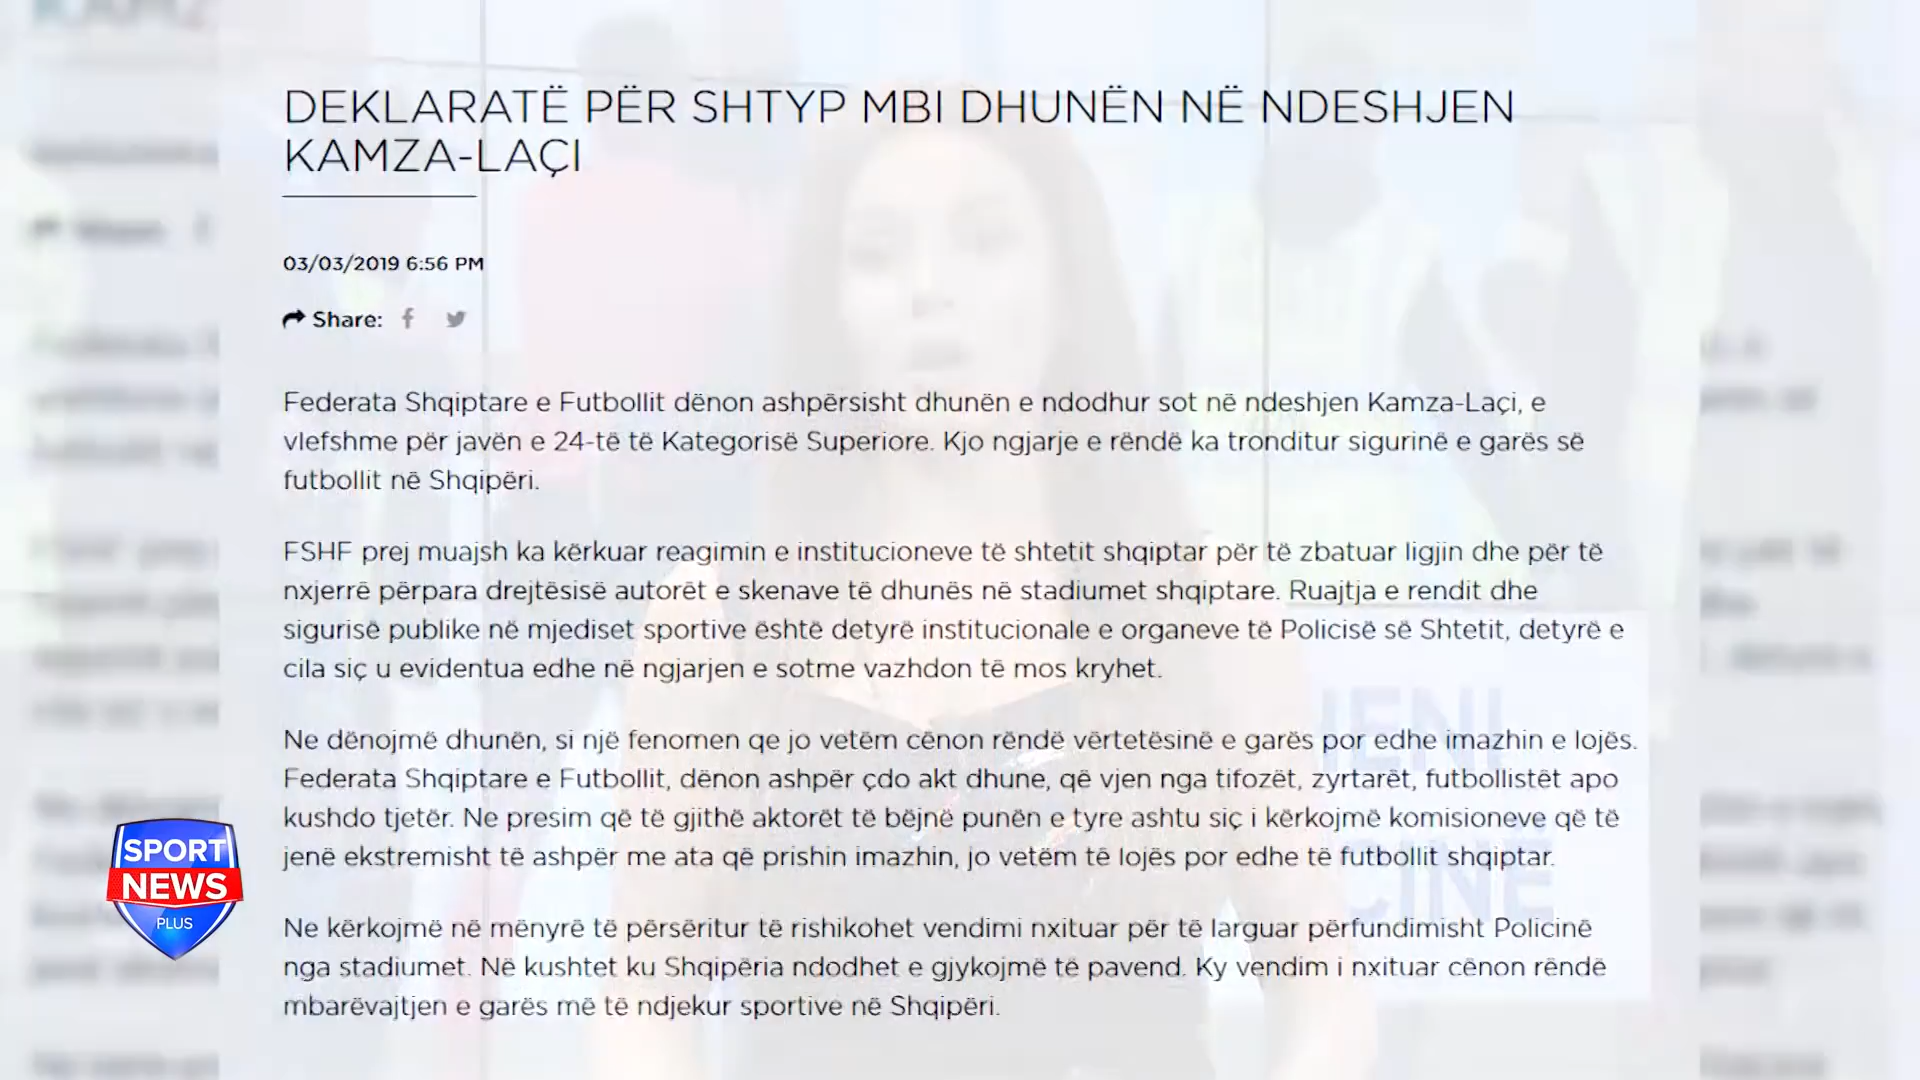 DEKLARATË PËR SHTYP MBI DHUNËN NË NDESHJEN
KAMZA-LAÇI
03/03/2019 6:56 PM
Share:
Federata Shqiptare e Futbollit dënon ashpërsisht dhunën e ndodhur sot në ndeshjen Kamza-Laçi, e
vlefshme për javën e 24-të të Kategorisë Superiore. Kjo ngjarje e rëndë ka tronditur sigurinë e garës së
futbollit në Shqipëri.
FSHF prej muajsh ka kërkuar reagimin e institucioneve të shtetit shqiptar për të zbatuar ligjin dhe për të
nxjerrë përpara drejtësisë autorët e skenave të dhunës në stadiumet shqiptare. Ruajtja e rendit dhe
sigurisë publike në mjediset sportive është detyrë institucionale e organeve të Policisë së Shtetit, detyrë e
cila siç u evidentua edhe në ngjarjen e sotme vazhdon të mos kryhet.
Ne dënojmë dhunën, si një fenomen qe jo vetëm cënon rëndë vërtetësinë e garës por edhe imazhin e lojës.
Federata Shqiptare e Futbollit, dënon ashpër çdo akt dhune, që vjen nga tifozët, zyrtarët, futbollistët apo
kushdo tjetër. Ne presim që të gjithë aktorët të bëjnë punën e tyre ashtu siç i kërkojmë komisioneve që të
jenë ekstremisht të ashpër me ata që prishin imazhin, jo vetëm të lojës por edhe të futbollit shqiptar.
Ne kërkojmë në mënyrë të përsëritur të rishikohet vendimi nxituar për të larguar përfundimisht Policinë
nga stadiumet. Në kushtet ku Shqipëria ndodhet e gjykojmë të pavend. Ky vendim i nxituar cënon rëndë
mbarëvajtjen e garës më të ndjekur sportive në Shqipëri.
SPORT
NEWS
PLUS